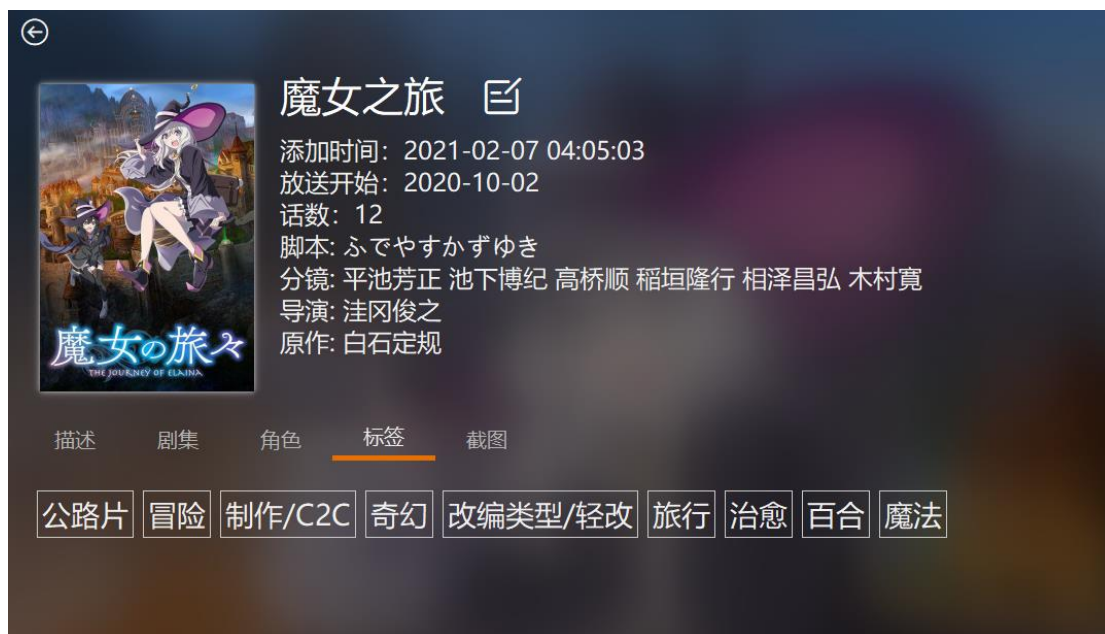 魔女之旅
添加时间：2021-02-07 04:05:03
放送开始：2020-10-02
话数：12
脚本: ふでやすかずゆき
分镜: 平池芳正 池下博纪 高桥顺 稲垣隆行 相泽昌弘 木村寛
导演: 洼冈俊之
原作: 白石定规
魔女の旅々
THE JOURNEY OF ELAINA
描述 剧集 角色 标签 截图
公路片 冒险 制作/C2C 奇幻 改编类型/轻改 旅行 治愈 百合 魔法